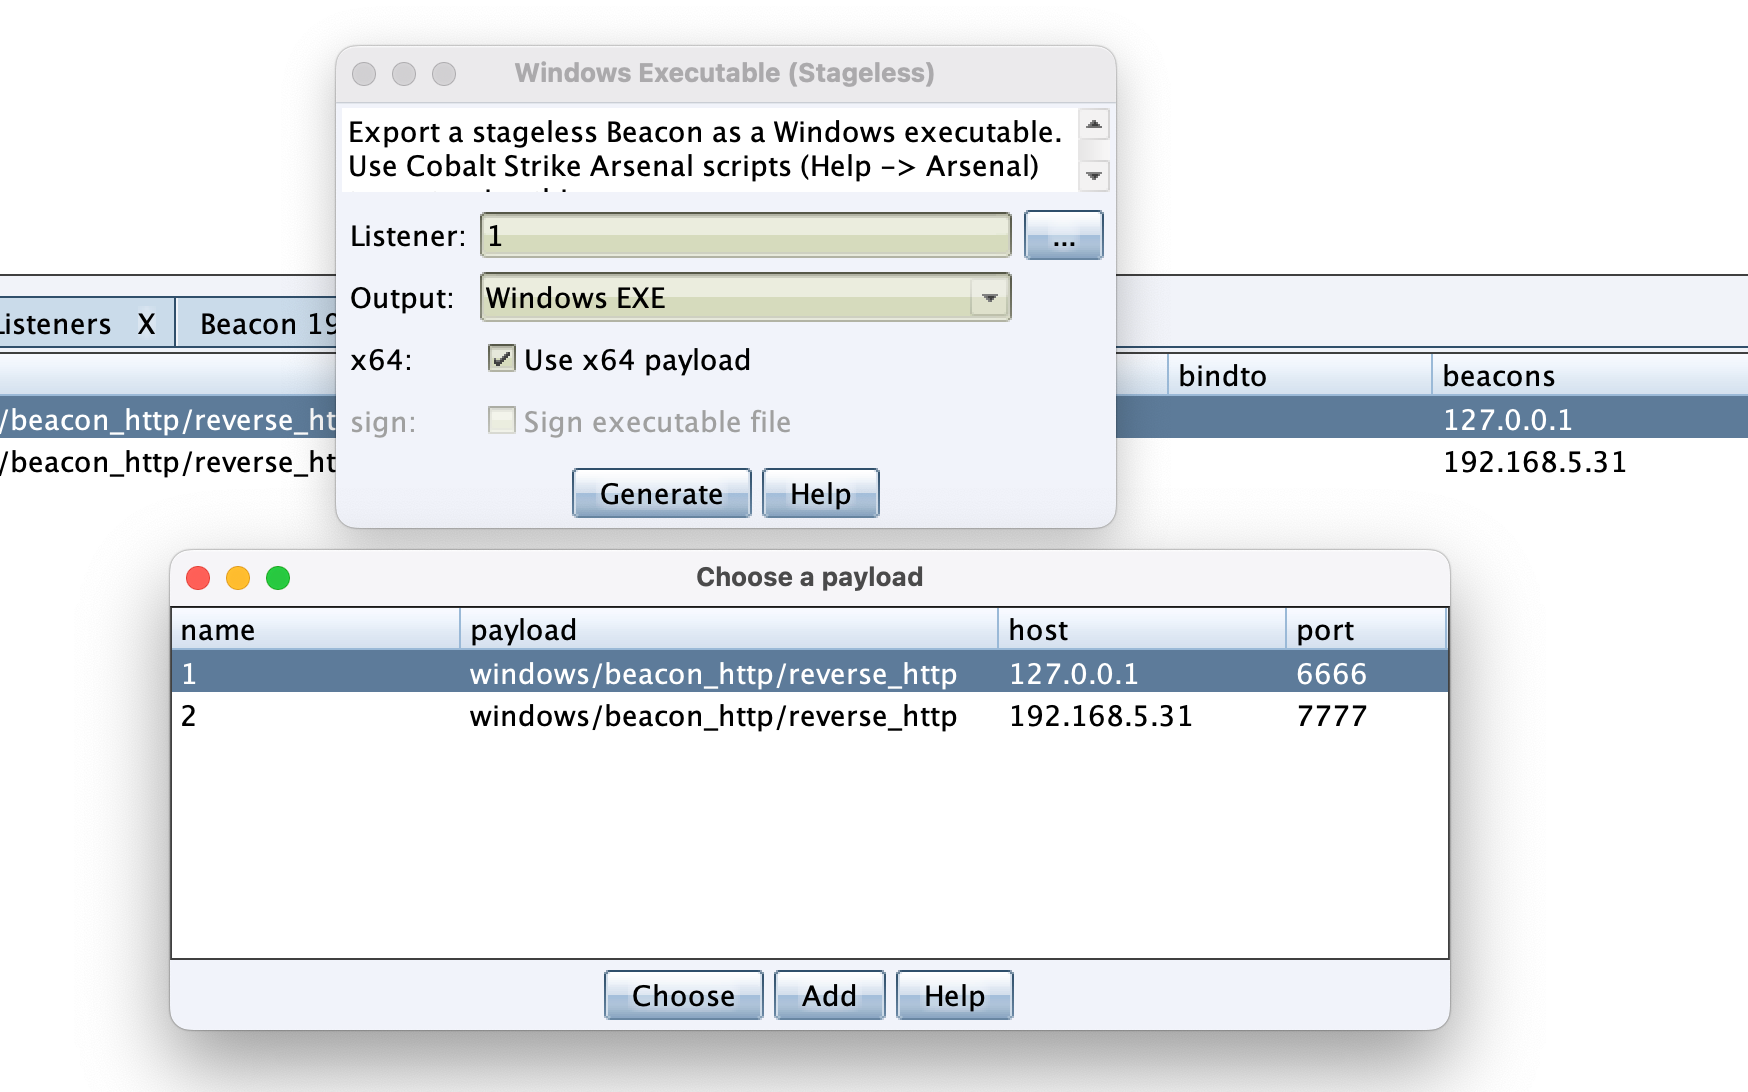 Windows Executable (Stageless)
Export a stageless Beacon as a Windows executable.
Use Cobalt Strike Arsenal scripts (Help -> Arsenal)
Listener: 1 ...
Output: Windows EXE
x64: Use x64 payload
sign: Sign executable file
Generate Help
Listeners X Beacon 19
bindto beacons
/beacon_http/reverse_ht 127.0.0.1
/beacon_http/reverse_ht 192.168.5.31
Choose a payload
name payload host port
1 windows/beacon_http/reverse_http 127.0.0.1 6666
2 windows/beacon_http/reverse_http 192.168.5.31 7777
Choose Add Help